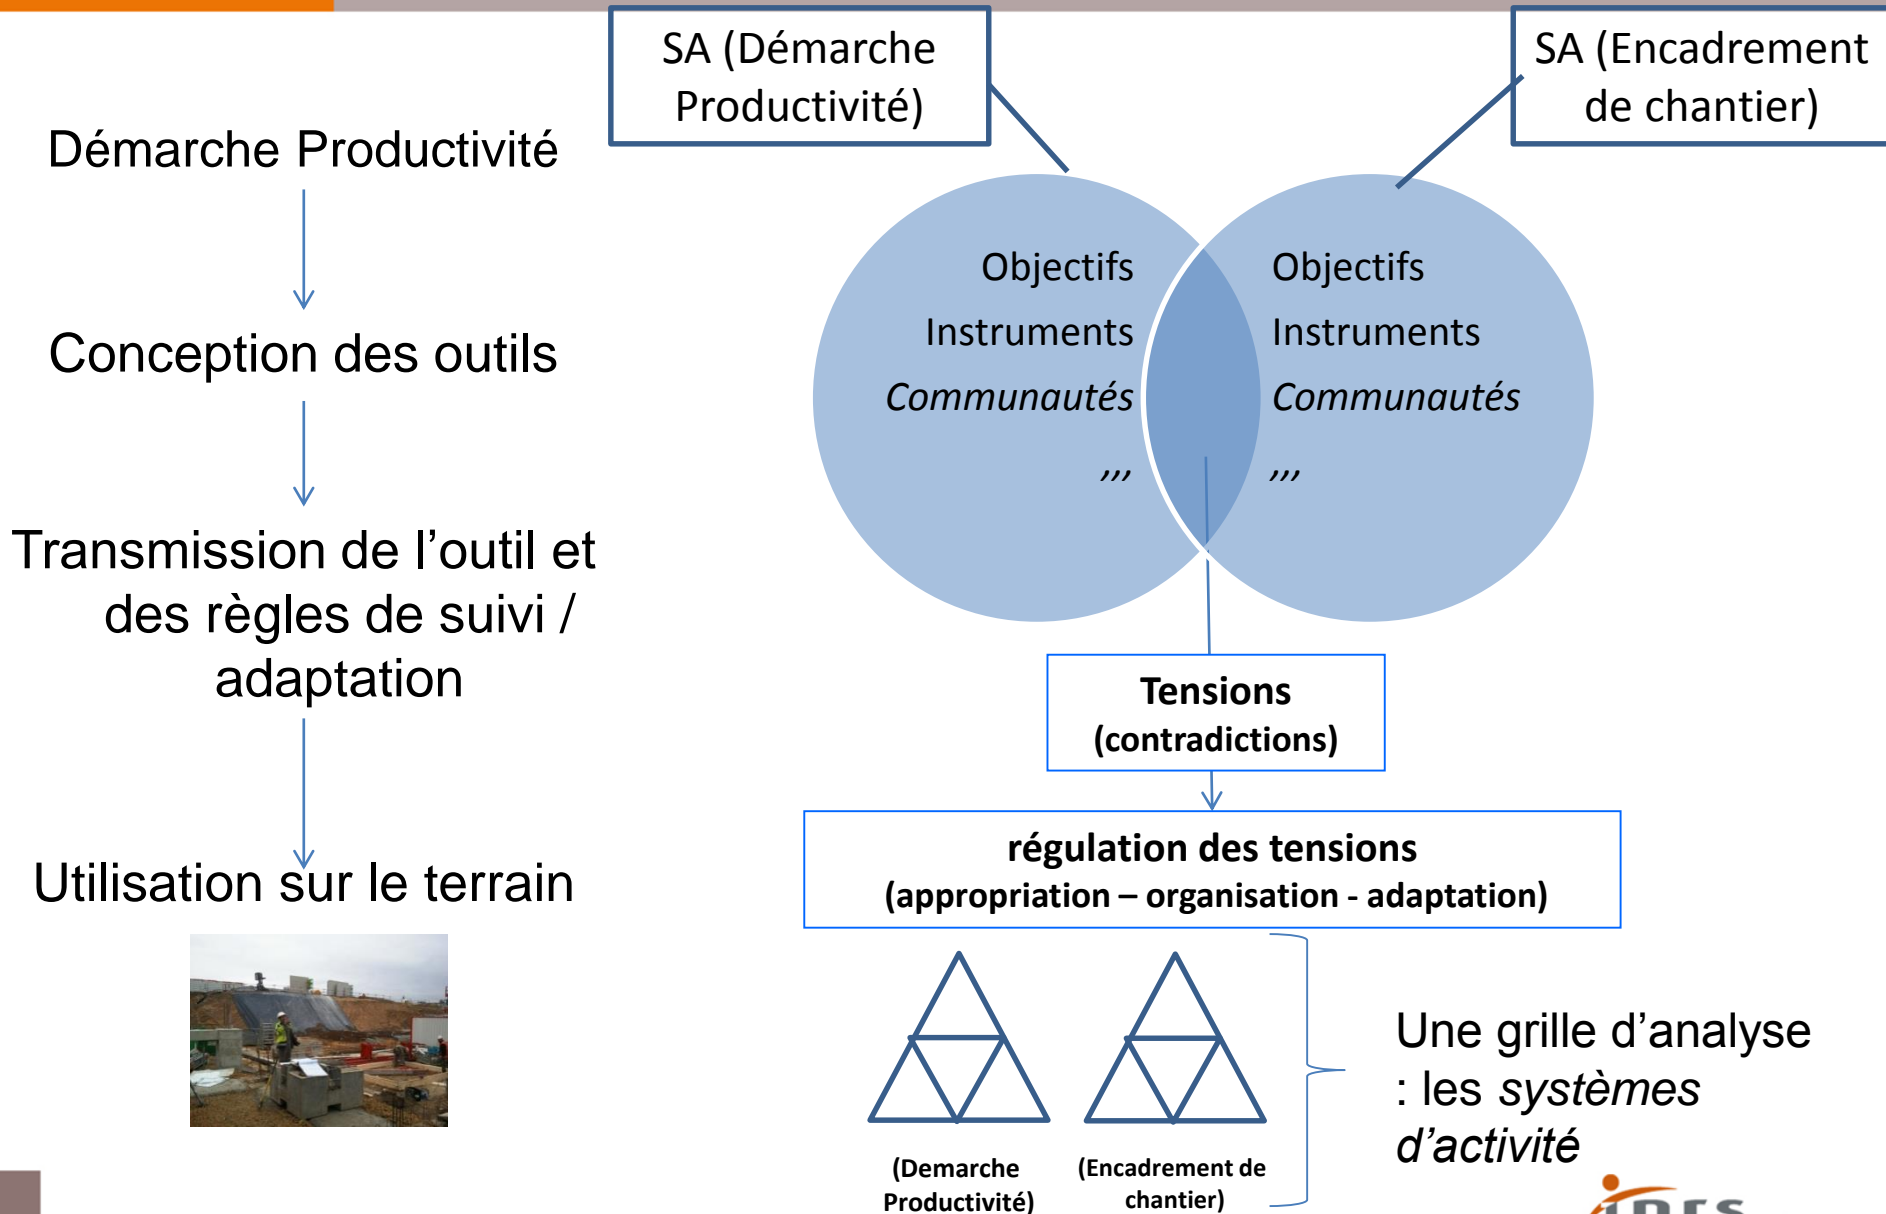 SA (Démarche
Productivité)
SA (Encadrement
de chantier)
Démarche Productivité
Conception des outils
Transmission de l’outil et
des règles de suivi /
adaptation
Utilisation sur le terrain
Objectifs
Instruments
Communautés
,,,
Objectifs
Instruments
Communautés
,,,
Tensions
(contradictions)
régulation des tensions
(appropriation – organisation - adaptation)
(Demarche
Productivité)
(Encadrement de
chantier)
Une grille d’analyse
: les systèmes
d’activité
inrs